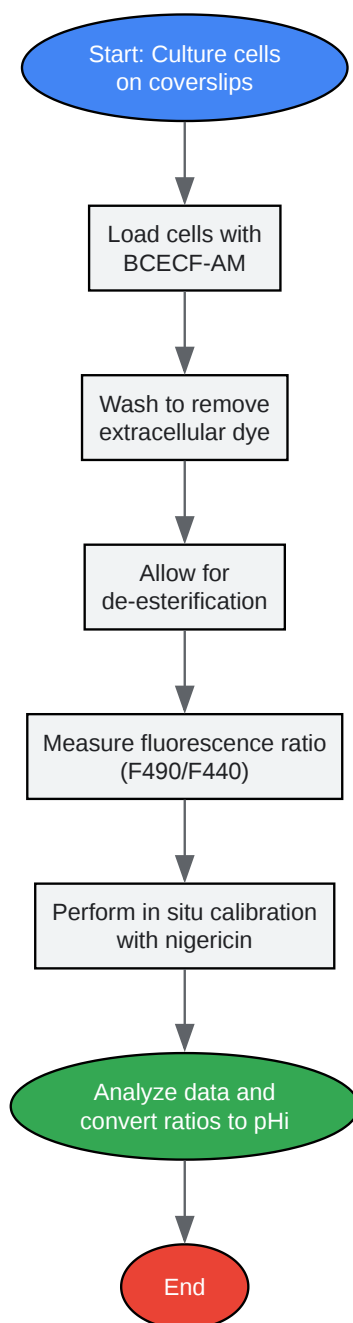 Start: Culture cells
on coverslips
Load cells with
BCECF-AM
Wash to remove
extracellular dye
Allow for
de-esterification
Measure fluorescence ratio
(F490/F440)
Perform in situ calibration
with nigericin
Analyze data and
convert ratios to pHi
End